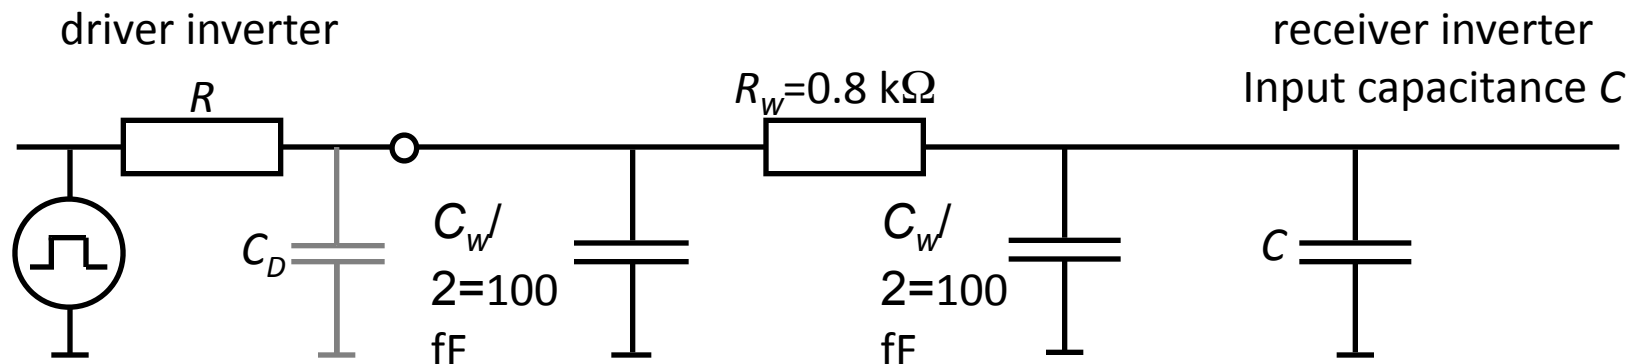 driver inverter
receiver inverter
R
R_w=0.8 kΩ
Input capacitance C
C_D
C_w/
2=100
fF
C_w/
2=100
fF
C